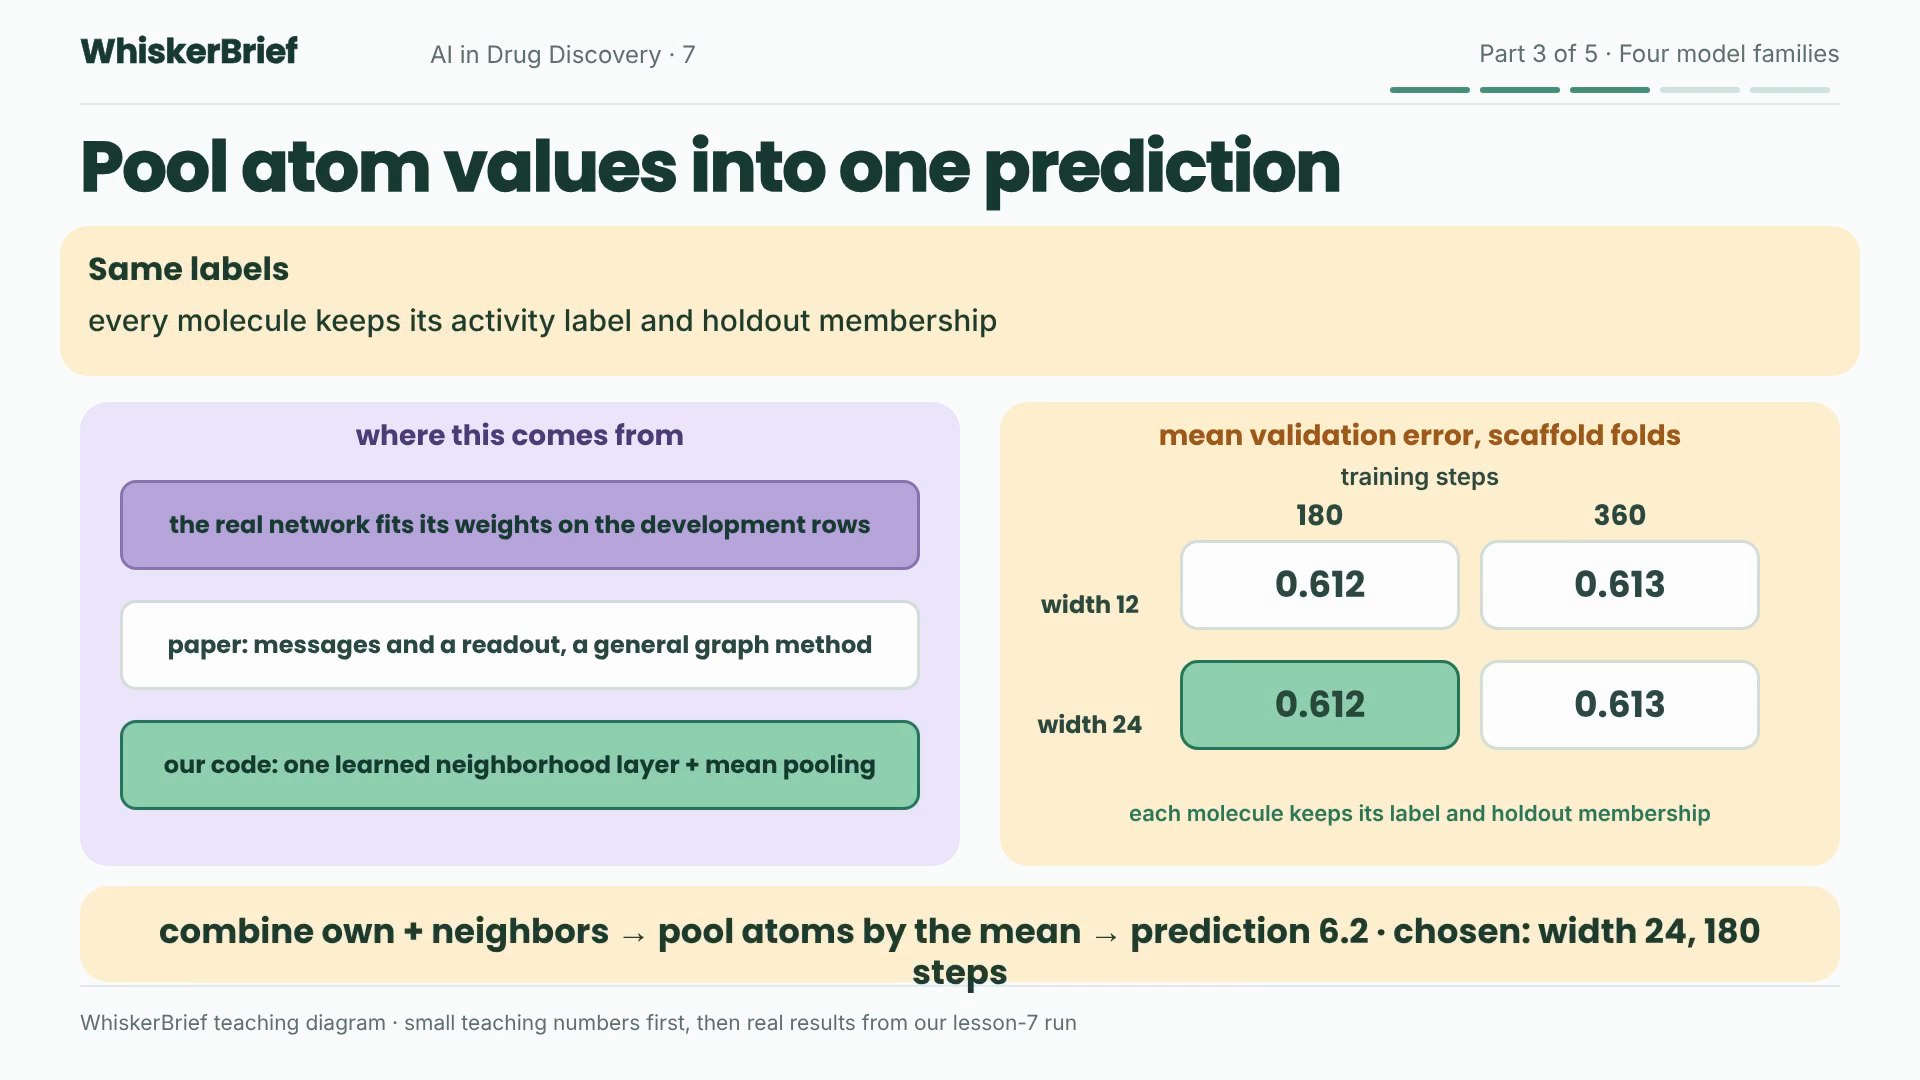 WhiskerBrief
AI in Drug Discovery · 7
Part 3 of 5 · Four model families
Pool atom values into one prediction
Same labels
every molecule keeps its activity label and holdout membership
where this comes from
the real network fits its weights on the development rows
paper: messages and a readout, a general graph method
our code: one learned neighborhood layer + mean pooling
mean validation error, scaffold folds
training steps
180 360
width 12 0.612 0.613
width 24 0.612 0.613
each molecule keeps its label and holdout membership
combine own + neighbors → pool atoms by the mean → prediction 6.2 · chosen: width 24, 180
steps
WhiskerBrief teaching diagram · small teaching numbers first, then real results from our lesson-7 run